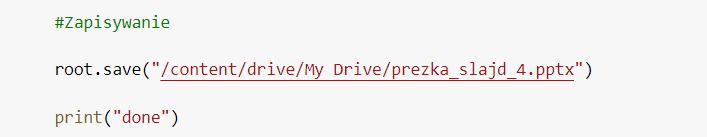 #Zapisywanie
root.save("/content/drive/My Drive/prezka_slajd_4.pptx")
print("done")